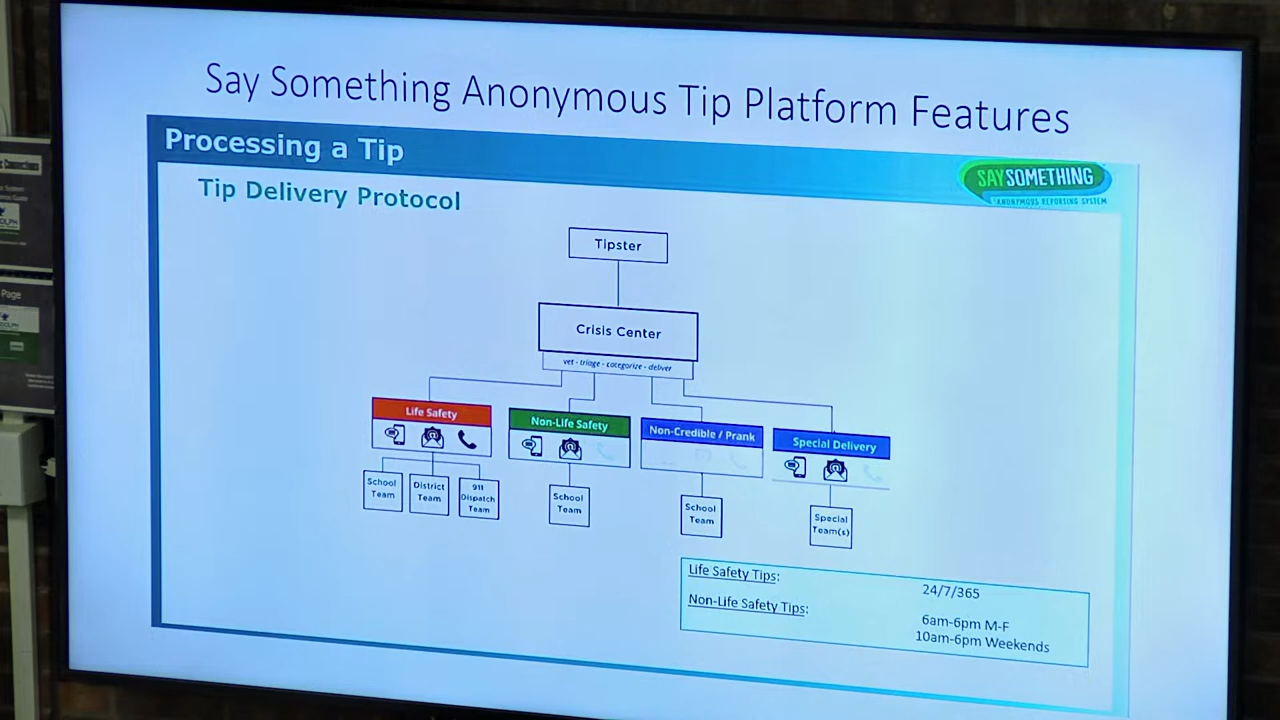 Say Something Anonymous Tip Platform Features
Processing a Tip
SAYSOMETHING
ANONYMOUS REPORTING SYSTEM
Tip Delivery Protocol
Tipster
Crisis Center
vet - triage - categorize - deliver
Life Safety
Non-Life Safety
Non-Credible / Prank
Special Delivery
School
Team
District
Team
911
Dispatch
Team
School
Team
School
Team
Special
Team(s)
Life Safety Tips:
24/7/365
Non-Life Safety Tips:
6am-6pm M-F
10am-6pm Weekends
Page